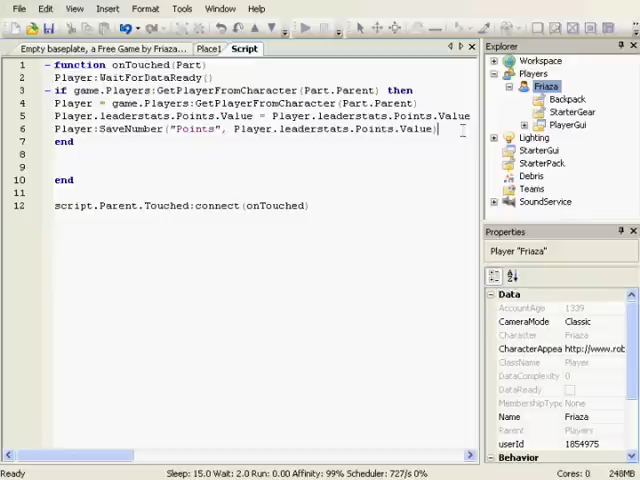 File Edit View Insert Format Tools Window Help
Empty baseplate, a Free Game by Friaza... Place1 Script
1 function onTouched(Part)
2 Player:WaitForDataReady()
3 if game.Players:GetPlayerFromCharacter(Part.Parent) then
4 Player = game.Players:GetPlayerFromCharacter(Part.Parent)
5 Player.leaderstats.Points.Value = Player.leaderstats.Points.Value
6 Player:SaveNumber("Points", Player.leaderstats.Points.Value)
7 end
8
9
10 end
11
12 script.Parent.Touched:connect(onTouched)
Explorer
Workspace
Players
Friaza
Backpack
StarterGear
PlayerGui
Lighting
StarterGui
StarterPack
Debris
Teams
SoundService
Properties
Player "Friaza"
Data
AccountAge 1339
CameraMode Classic
Character Friaza
CharacterAppea http://www.rob
ClassName Player
DataComplexity 0
DataReady
MembershipType None
Name Friaza
Parent Players
userId 1854975
Behavior
Ready Sleep: 15.0 Wait: 2.0 Run: 0.00 Affinity: 99% Scheduler: 727/s 0% Cores: 0 248MB